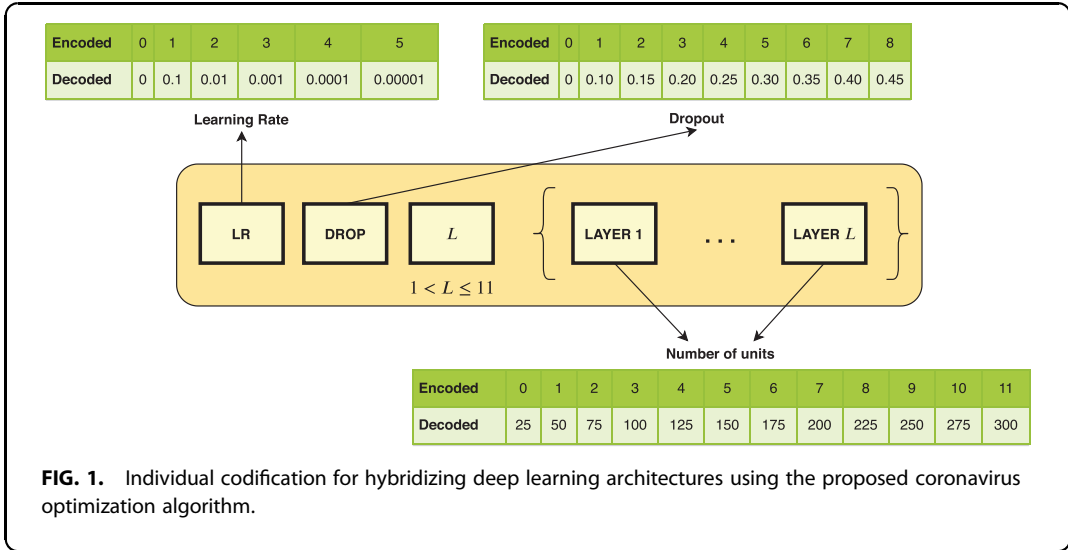 Encoded 0 1 2 3 4 5
Decoded 0 0.1 0.01 0.001 0.0001 0.00001
Learning Rate
Encoded 0 1 2 3 4 5 6 7 8
Decoded 0 0.10 0.15 0.20 0.25 0.30 0.35 0.40 0.45
Dropout
LR DROP L LAYER 1 . . . LAYER L
1 < L ≤ 11
Number of units
Encoded 0 1 2 3 4 5 6 7 8 9 10 11
Decoded 25 50 75 100 125 150 175 200 225 250 275 300
FIG. 1. Individual codification for hybridizing deep learning architectures using the proposed coronavirus
optimization algorithm.